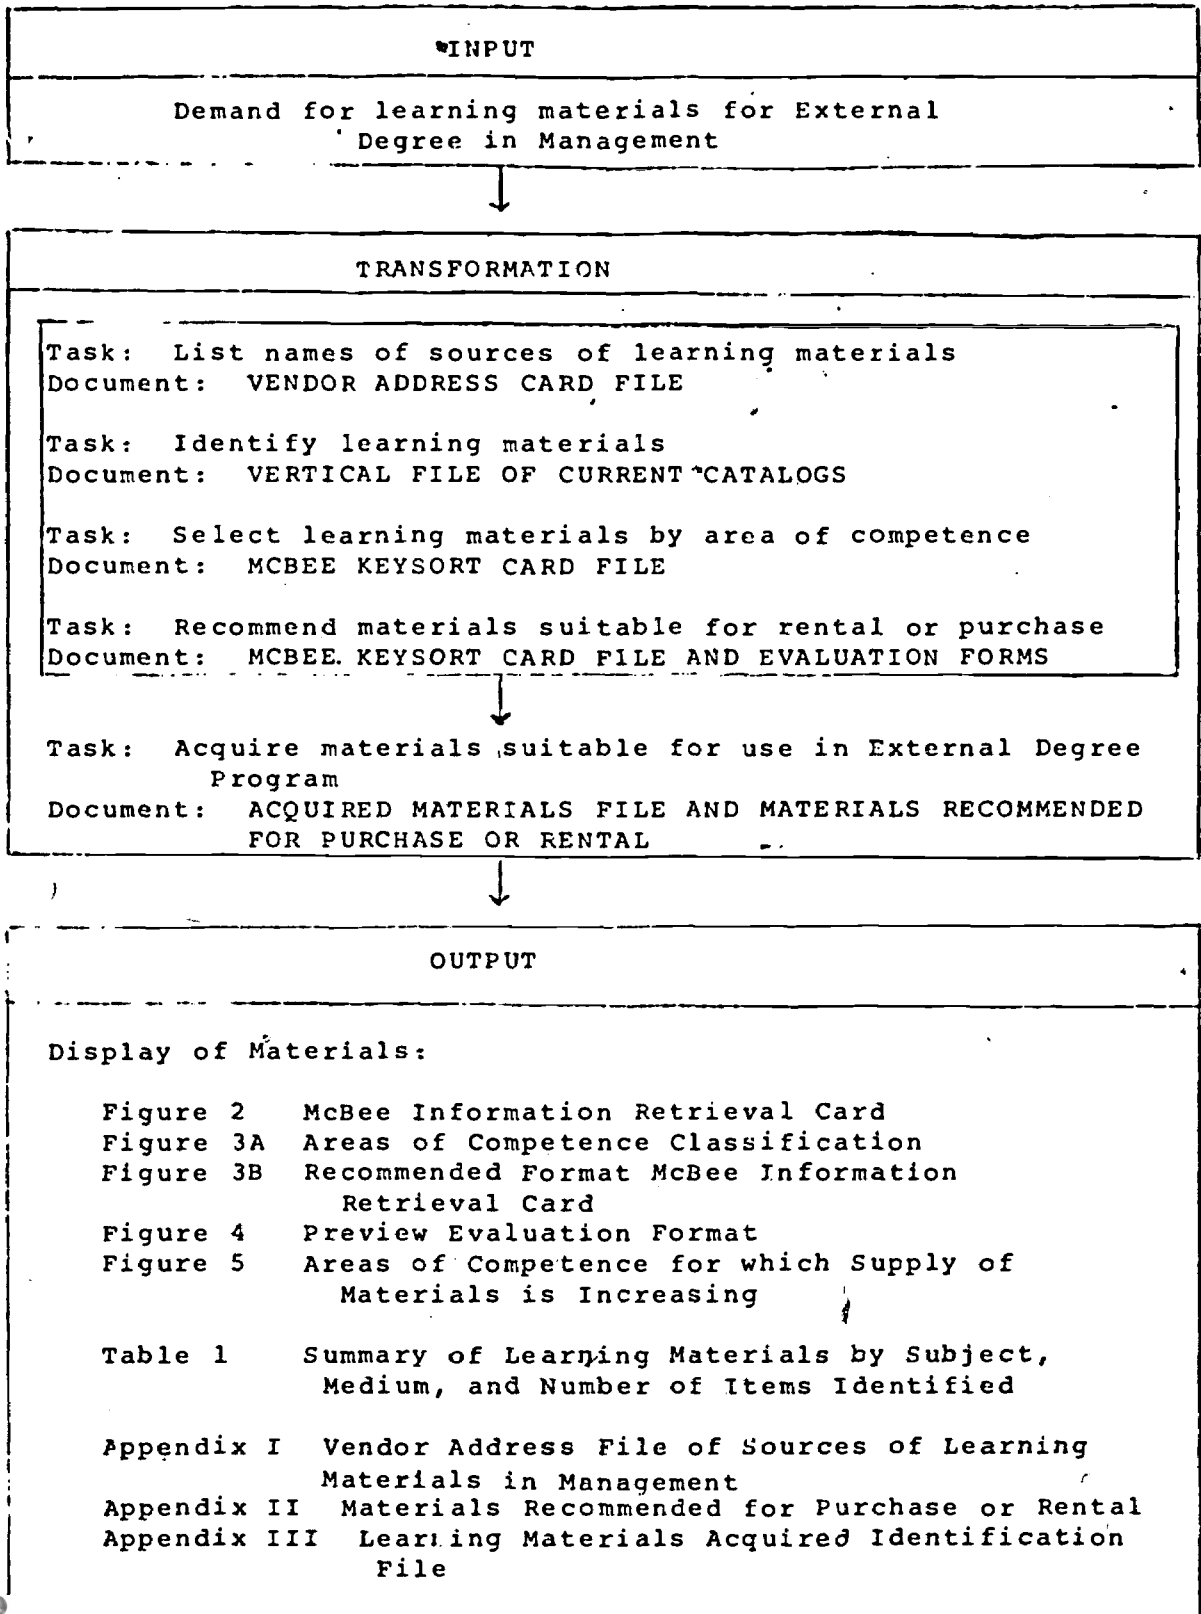 INPUT
Demand for learning materials for External
Degree in Management
TRANSFORMATION
Task: List names of sources of learning materials
Document: VENDOR ADDRESS CARD FILE
Task: Identify learning materials
Document: VERTICAL FILE OF CURRENT CATALOGS
Task: Select learning materials by area of competence
Document: MCBEE KEYSORT CARD FILE
Task: Recommend materials suitable for rental or purchase
Document: MCBEE KEYSORT CARD FILE AND EVALUATION FORMS
Task: Acquire materials suitable for use in External Degree
Program
Document: ACQUIRED MATERIALS FILE AND MATERIALS RECOMMENDED
FOR PURCHASE OR RENTAL
OUTPUT
Display of Materials:
Figure 2 McBee Information Retrieval Card
Figure 3A Areas of Competence Classification
Figure 3B Recommended Format McBee Information
Retrieval Card
Figure 4 Preview Evaluation Format
Figure 5 Areas of Competence for which Supply of
Materials is Increasing
Table 1 Summary of Learning Materials by Subject,
Medium, and Number of Items Identified
Appendix I Vendor Address File of Sources of Learning
Materials in Management
Appendix II Materials Recommended for Purchase or Rental
Appendix III Learning Materials Acquired Identification
File